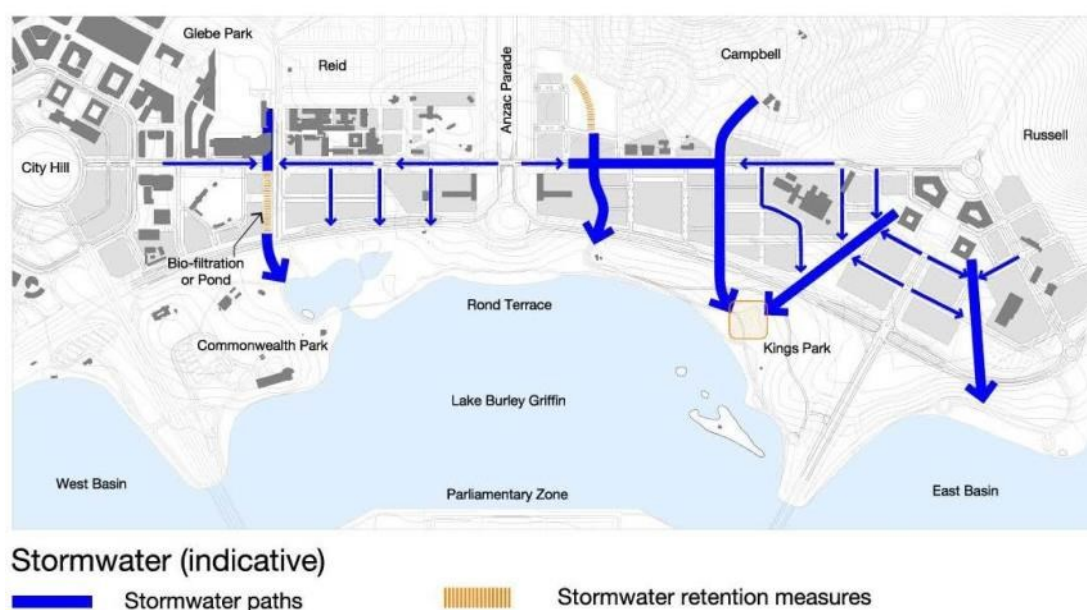 Glebe Park
Reid
Anzac Parade
Campbell
Russell
City Hill
Bio-filtration
or Pond
Rond Terrace
Commonwealth Park
Kings Park
Lake Burley Griffin
West Basin
Parliamentary Zone
East Basin
Stormwater (indicative)
Stormwater paths
Stormwater retention measures